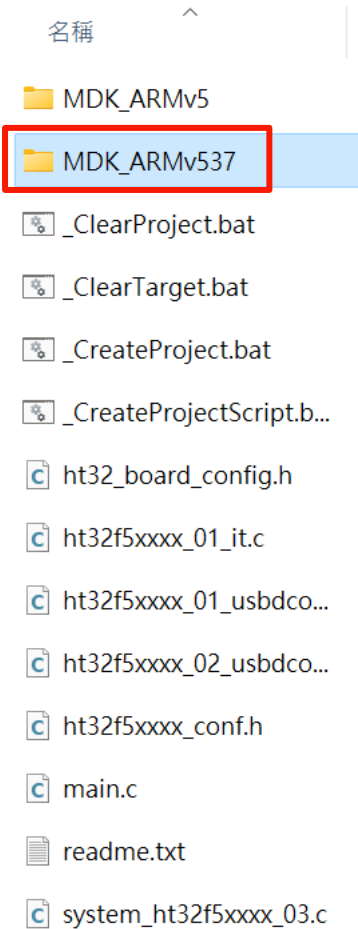 名稱
MDK_ARMv5
MDK_ARMv537
_ClearProject.bat
_ClearTarget.bat
_CreateProject.bat
_CreateProjectScript.b...
ht32_board_config.h
ht32f5xxxx_01_it.c
ht32f5xxxx_01_usbdco...
ht32f5xxxx_02_usbdco...
ht32f5xxxx_conf.h
main.c
readme.txt
system_ht32f5xxxx_03.c